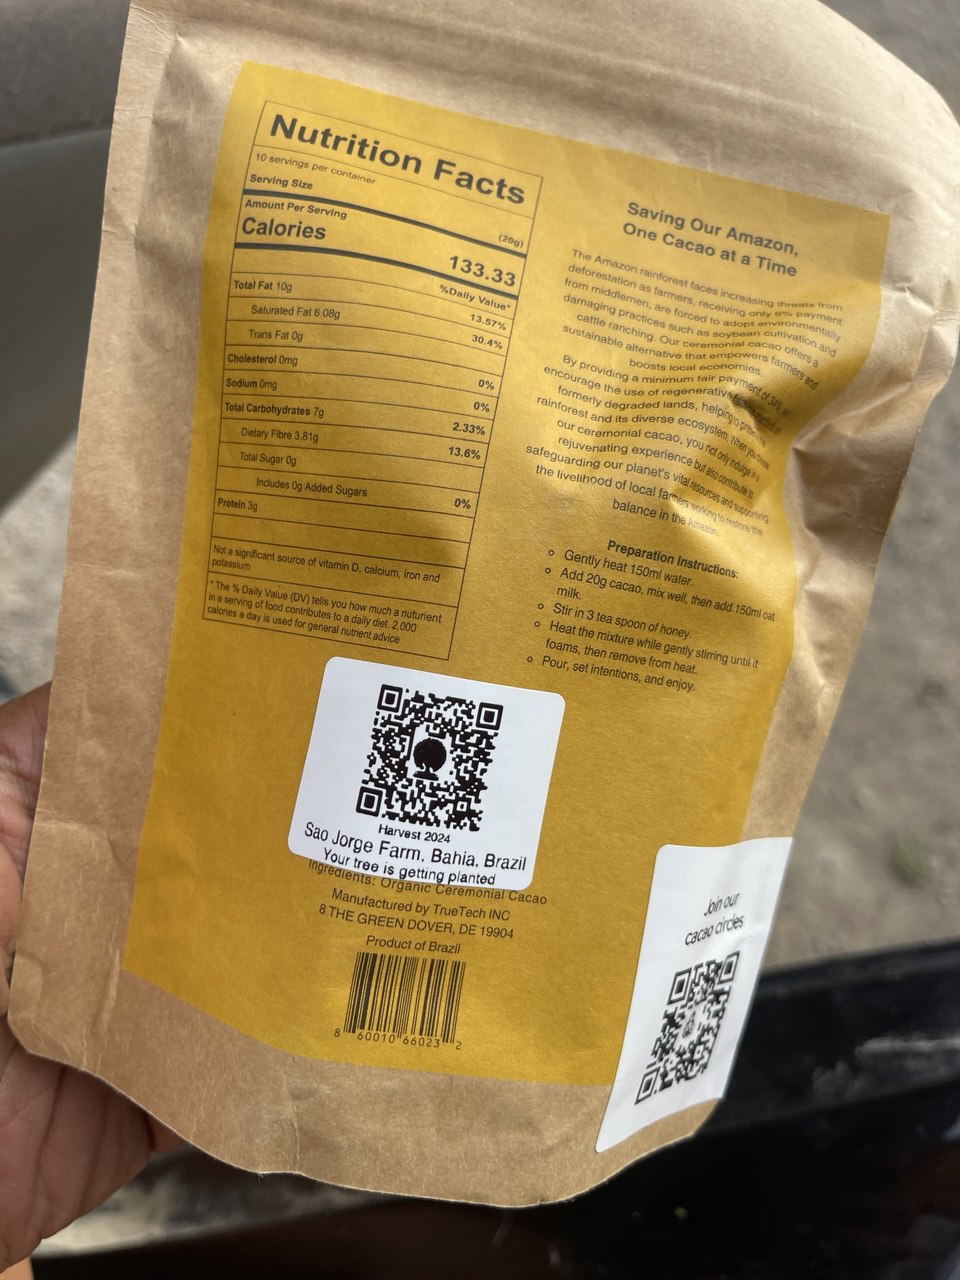 Nutrition Facts
10 servings per container
Serving Size (20g)
Amount Per Serving
Calories 133.33
%Daily Value*
Total Fat 10g 13.57%
Saturated Fat 6.08g 30.4%
Trans Fat 0g
Cholesterol 0mg 0%
Sodium 0mg 0%
Total Carbohydrates 7g 2.33%
Dietary Fibre 3.81g 13.6%
Total Sugar 0g
Includes 0g Added Sugars 0%
Protein 3g
Not a significant source of vitamin D, calcium, iron and
potassium
* The % Daily Value (DV) tells you how much a nuturient
in a serving of food contributes to a daily diet. 2,000
calories a day is used for general nutrient advice
Saving Our Amazon,
One Cacao at a Time
The Amazon rainforest faces increasing threats from
deforestation as farmers, receiving only 6% payment
from middlemen, are forced to adopt environmentally
damaging practices such as soybean cultivation and
cattle ranching. Our ceremonial cacao offers a
sustainable alternative that empowers farmers and
boosts local economies.
By providing a minimum fair payment of 34%,
encourage the use of regenerative
formerly degraded lands, helping to
rainforest and its diverse ecosystem. When you
our ceremonial cacao, you not only indulge in a
rejuvenating experience but also contribute to
safeguarding our planet's vital resources and supporting
the livelihood of local farmers working to restore the
balance in the Amazon.
Preparation Instructions:
Gently heat 150ml water.
Add 20g cacao, mix well, then add 150ml oat
milk.
Stir in 3 tea spoon of honey.
Heat the mixture while gently stirring until it
foams, then remove from heat.
Pour, set intentions, and enjoy.
Harvest 2024
Sao Jorge Farm, Bahia, Brazil
Your tree is getting planted
Ingredients: Organic Ceremonial Cacao
Manufactured by TrueTech INC
8 THE GREEN DOVER, DE 19904
Product of Brazil
8 60010 66023 2
Join our
cacao circles